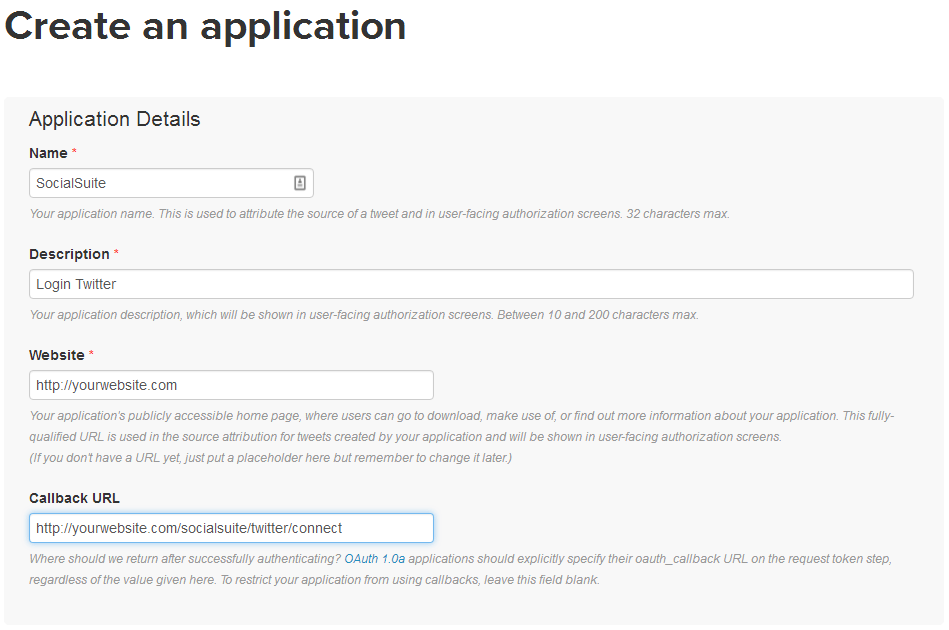 Create an application
Application Details
Name *
SocialSuite
Your application name. This is used to attribute the source of a tweet and in user-facing authorization screens. 32 characters max.
Description *
Login Twitter
Your application description, which will be shown in user-facing authorization screens. Between 10 and 200 characters max.
Website *
http://yourwebsite.com
Your application's publicly accessible home page, where users can go to download, make use of, or find out more information about your application. This fully-
qualified URL is used in the source attribution for tweets created by your application and will be shown in user-facing authorization screens.
(If you don't have a URL yet, just put a placeholder here but remember to change it later.)
Callback URL
http://yourwebsite.com/socialsuite/twitter/connect
Where should we return after successfully authenticating? OAuth 1.0a applications should explicitly specify their oauth_callback URL on the request token step,
regardless of the value given here. To restrict your application from using callbacks, leave this field blank.